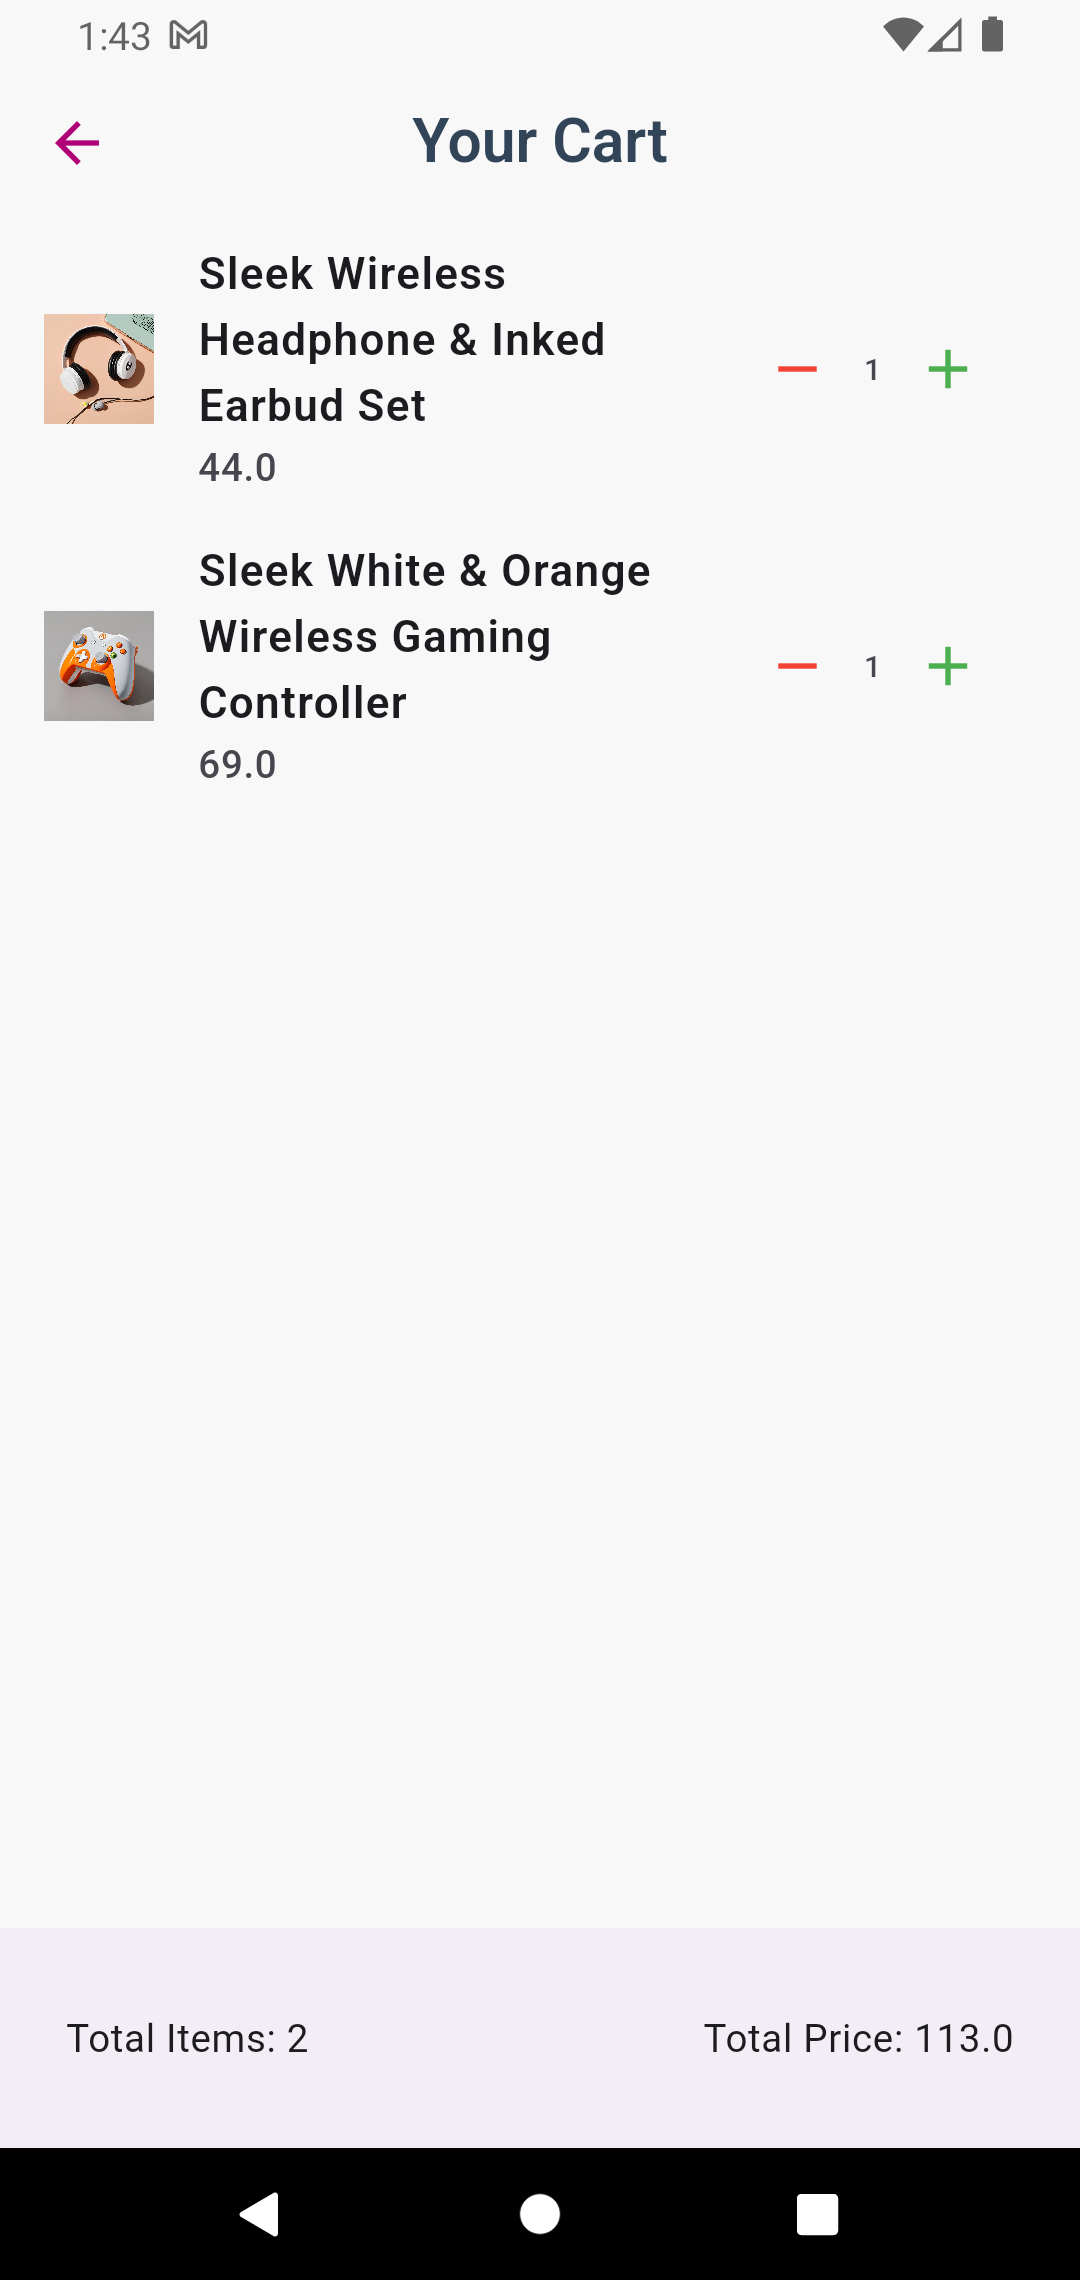 1:43
Your Cart
Sleek Wireless
Headphone & Inked
Earbud Set
44.0
1
Sleek White & Orange
Wireless Gaming
Controller
69.0
1
Total Items: 2
Total Price: 113.0